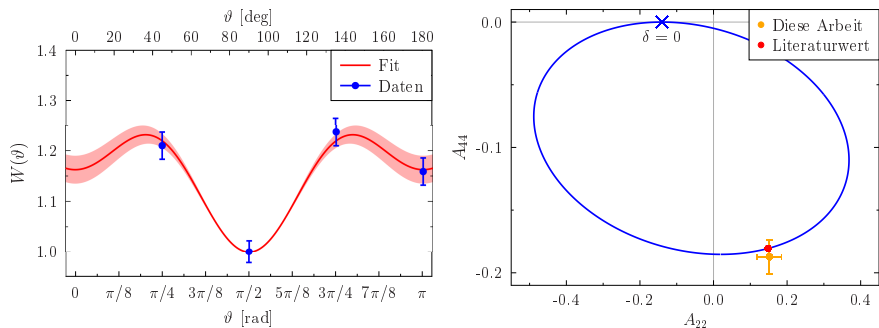 ϑ [deg]
0 20 40 60 80 100 120 140 160 180
1.4
1.3
1.2
1.1
1.0
W(ϑ)
Fit
Daten
0 π/8 π/4 3π/8 π/2 5π/8 3π/4 7π/8 π
ϑ [rad]
0.0
-0.1
-0.2
A44
δ = 0
Diese Arbeit
Literaturwert
-0.4 -0.2 0.0 0.2 0.4
A22